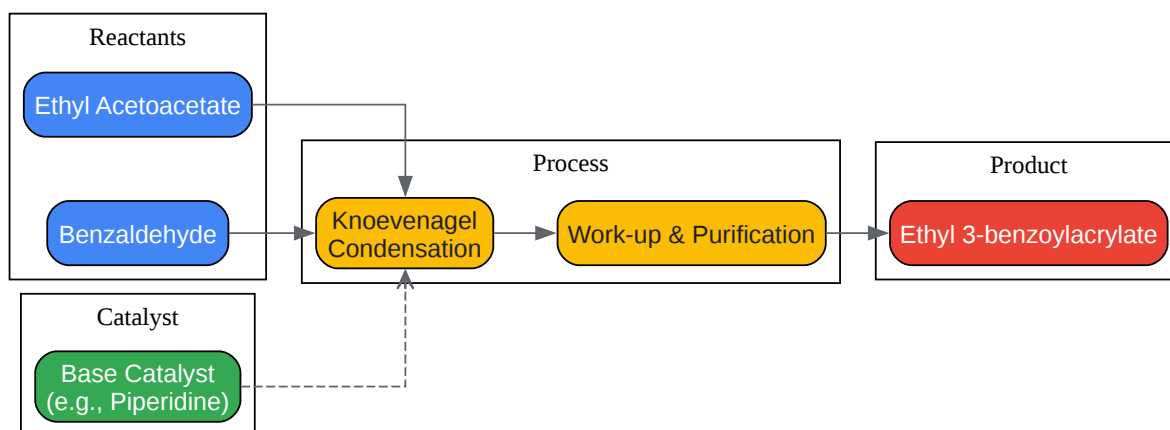 Reactants
Ethyl Acetoacetate
Benzaldehyde
Catalyst
Base Catalyst
(e.g., Piperidine)
Process
Knoevenagel
Condensation
Work-up & Purification
Product
Ethyl 3-benzoylacrylate